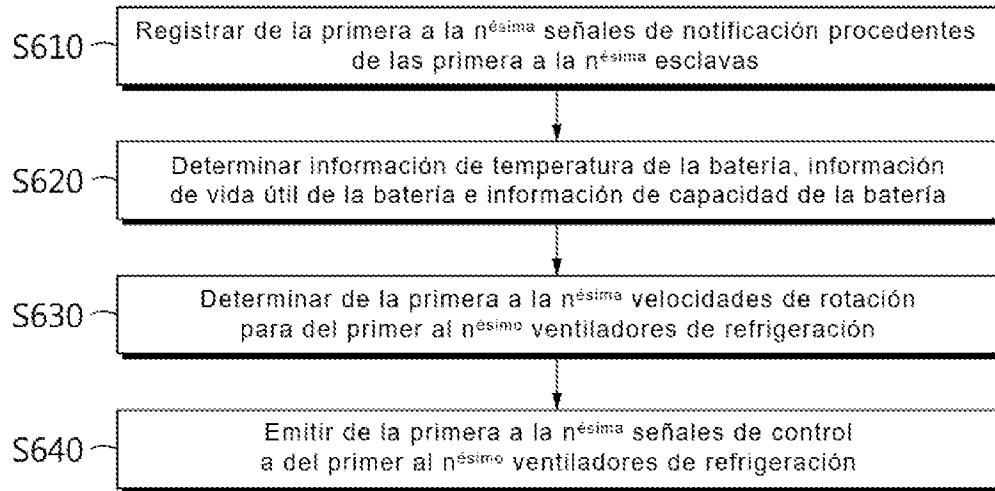 S610
Registrar de la primera a la nésima señales de notificación procedentes
de las primera a la nésima esclavas
S620
Determinar información de temperatura de la batería, información
de vida útil de la batería e información de capacidad de la batería
S630
Determinar de la primera a la nésima velocidades de rotación
para del primer al nésimo ventiladores de refrigeración
S640
Emitir de la primera a la nésima señales de control
a del primer al nésimo ventiladores de refrigeración